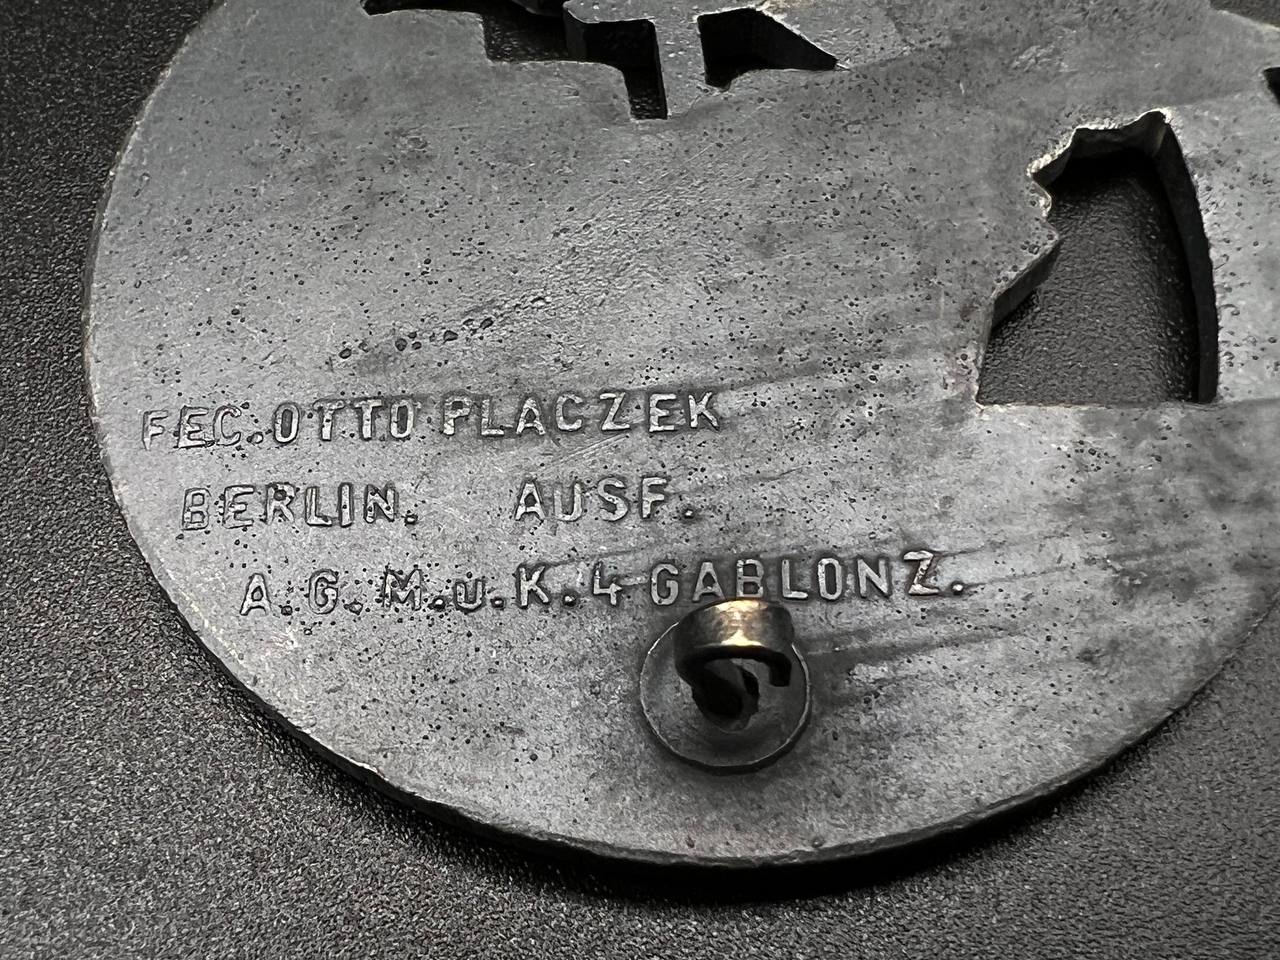 FEC. OTTO PLACZEK
BERLIN. AUSF.
A.G.M.u.K.4 GABLONZ.